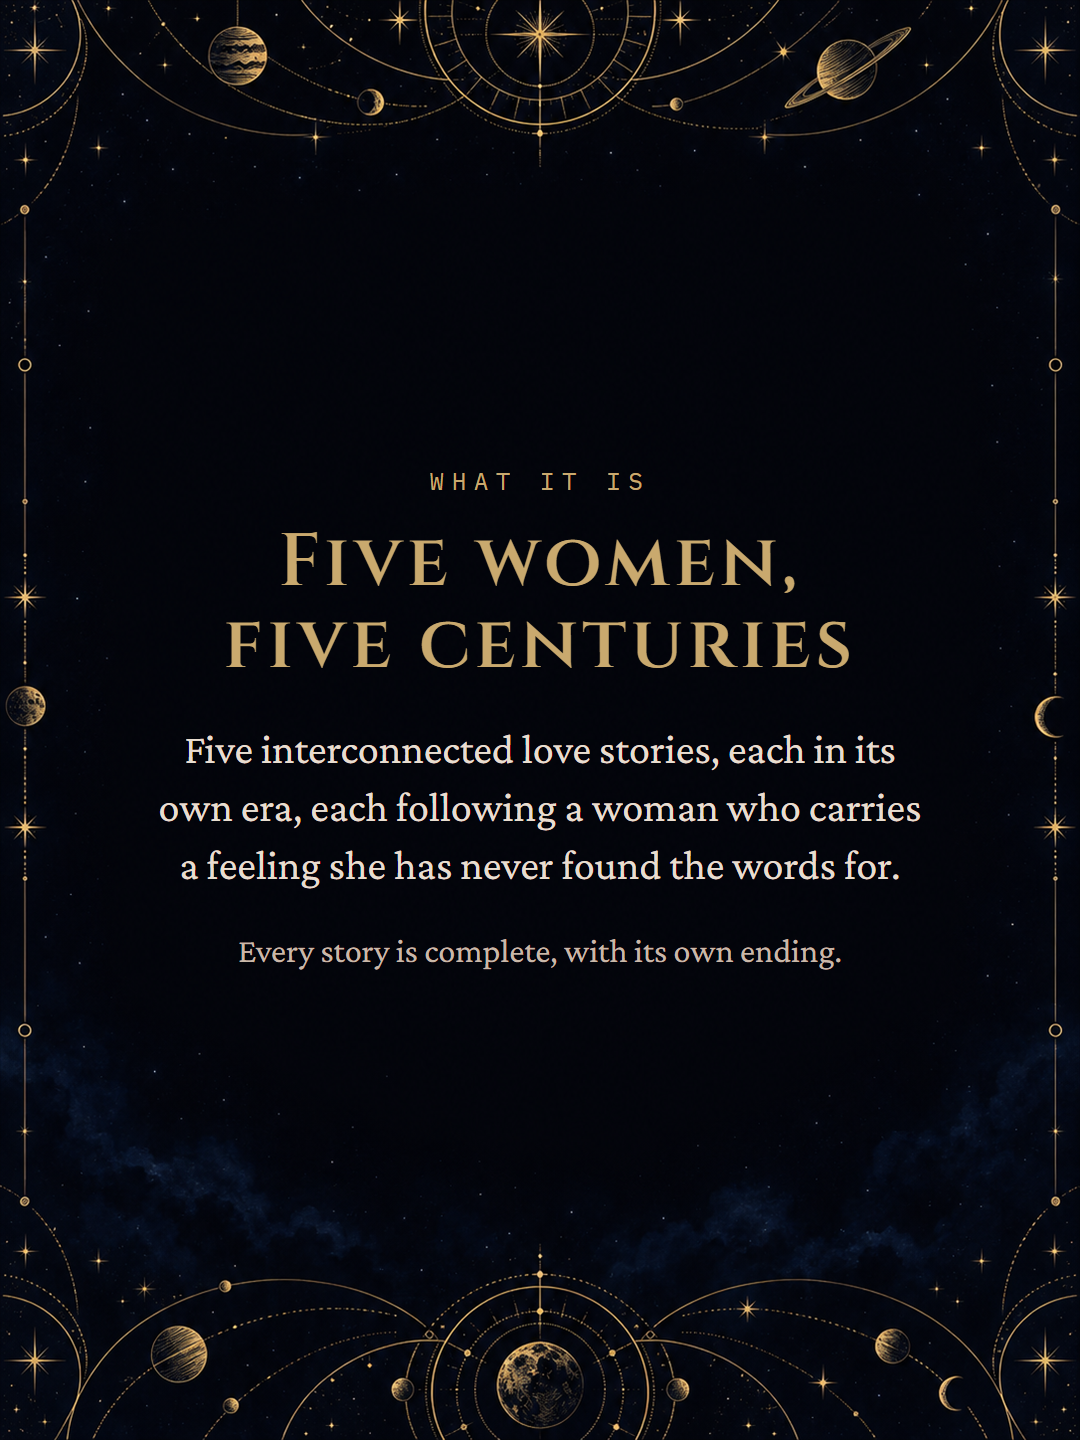 WHAT IT IS
Five women,
five centuries
Five interconnected love stories, each in its
own era, each following a woman who carries
a feeling she has never found the words for.
Every story is complete, with its own ending.